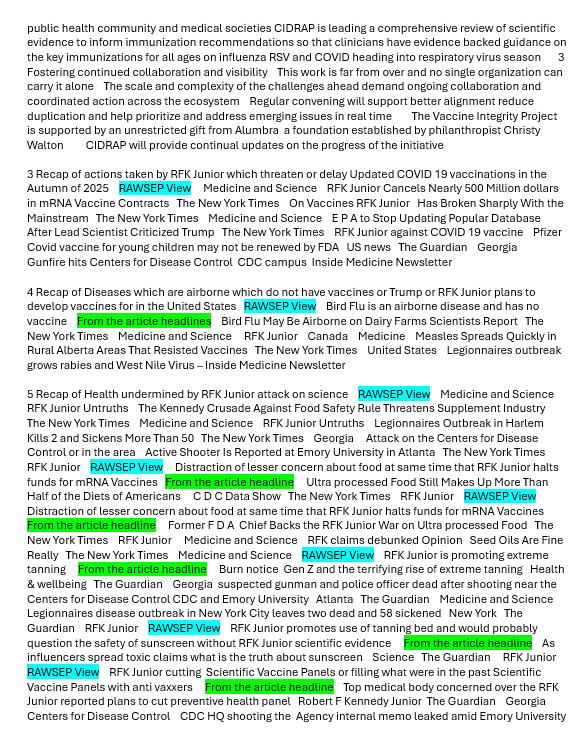 public health community and medical societies CIDRAP is leading a comprehensive review of scientific
evidence to inform immunization recommendations so that clinicians have evidence backed guidance on
the key immunizations for all ages on influenza RSV and COVID heading into respiratory virus season 3
Fostering continued collaboration and visibility This work is far from over and no single organization can
carry it alone The scale and complexity of the challenges ahead demand ongoing collaboration and
coordinated action across the ecosystem Regular convening will support better alignment reduce
duplication and help prioritize and address emerging issues in real time The Vaccine Integrity Project
is supported by an unrestricted gift from Alumbra a foundation established by philanthropist Christy
Walton CIDRAP will provide continual updates on the progress of the initiative
3 Recap of actions taken by RFK Junior which threaten or delay Updated COVID 19 vaccinations in the
Autumn of 2025 RAWSEP View Medicine and Science RFK Junior Cancels Nearly 500 Million dollars
in mRNA Vaccine Contracts The New York Times On Vaccines RFK Junior Has Broken Sharply With the
Mainstream The New York Times Medicine and Science E P A to Stop Updating Popular Database
After Lead Scientist Criticized Trump The New York Times RFK Junior against COVID 19 vaccine Pfizer
Covid vaccine for young children may not be renewed by FDA US news The Guardian Georgia
Gunfire hits Centers for Disease Control CDC campus Inside Medicine Newsletter
4 Recap of Diseases which are airborne which do not have vaccines or Trump or RFK Junior plans to
develop vaccines for in the United States RAWSEP View Bird Flu is an airborne disease and has no
vaccine From the article headlines Bird Flu May Be Airborne on Dairy Farms Scientists Report The
New York Times Medicine and Science RFK Junior Canada Medicine Measles Spreads Quickly in
Rural Alberta Areas That Resisted Vaccines The New York Times United States Legionnaires outbreak
grows rabies and West Nile Virus – Inside Medicine Newsletter
5 Recap of Health undermined by RFK Junior attack on science RAWSEP View Medicine and Science
RFK Junior Untruths The Kennedy Crusade Against Food Safety Rule Threatens Supplement Industry
The New York Times Medicine and Science RFK Junior Untruths Legionnaires Outbreak in Harlem
Kills 2 and Sickens More Than 50 The New York Times Georgia Attack on the Centers for Disease
Control or in the area Active Shooter Is Reported at Emory University in Atlanta The New York Times
RFK Junior RAWSEP View Distraction of lesser concern about food at same time that RFK Junior halts
funds for mRNA Vaccines From the article headline Ultra processed Food Still Makes Up More Than
Half of the Diets of Americans C D C Data Show The New York Times RFK Junior RAWSEP View
Distraction of lesser concern about food at same time that RFK Junior halts funds for mRNA Vaccines
From the article headline Former F D A Chief Backs the RFK Junior War on Ultra processed Food The
New York Times RFK Junior Medicine and Science RFK claims debunked Opinion Seed Oils Are Fine
Really The New York Times Medicine and Science RAWSEP View RFK Junior is promoting extreme
tanning From the article headline Burn notice Gen Z and the terrifying rise of extreme tanning Health
& wellbeing The Guardian Georgia suspected gunman and police officer dead after shooting near the
Centers for Disease Control CDC and Emory University Atlanta The Guardian Medicine and Science
Legionnaires disease outbreak in New York City leaves two dead and 58 sickened New York The
Guardian RFK Junior RAWSEP View RFK Junior promotes use of tanning bed and would probably
question the safety of sunscreen without RFK Junior scientific evidence From the article headline As
influencers spread toxic claims what is the truth about sunscreen Science The Guardian RFK Junior
RAWSEP View RFK Junior cutting Scientific Vaccine Panels or filling what were in the past Scientific
Vaccine Panels with anti vaxxers From the article headline Top medical body concerned over the RFK
Junior reported plans to cut preventive health panel Robert F Kennedy Junior The Guardian Georgia
Centers for Disease Control CDC HQ shooting the Agency internal memo leaked amid Emory University